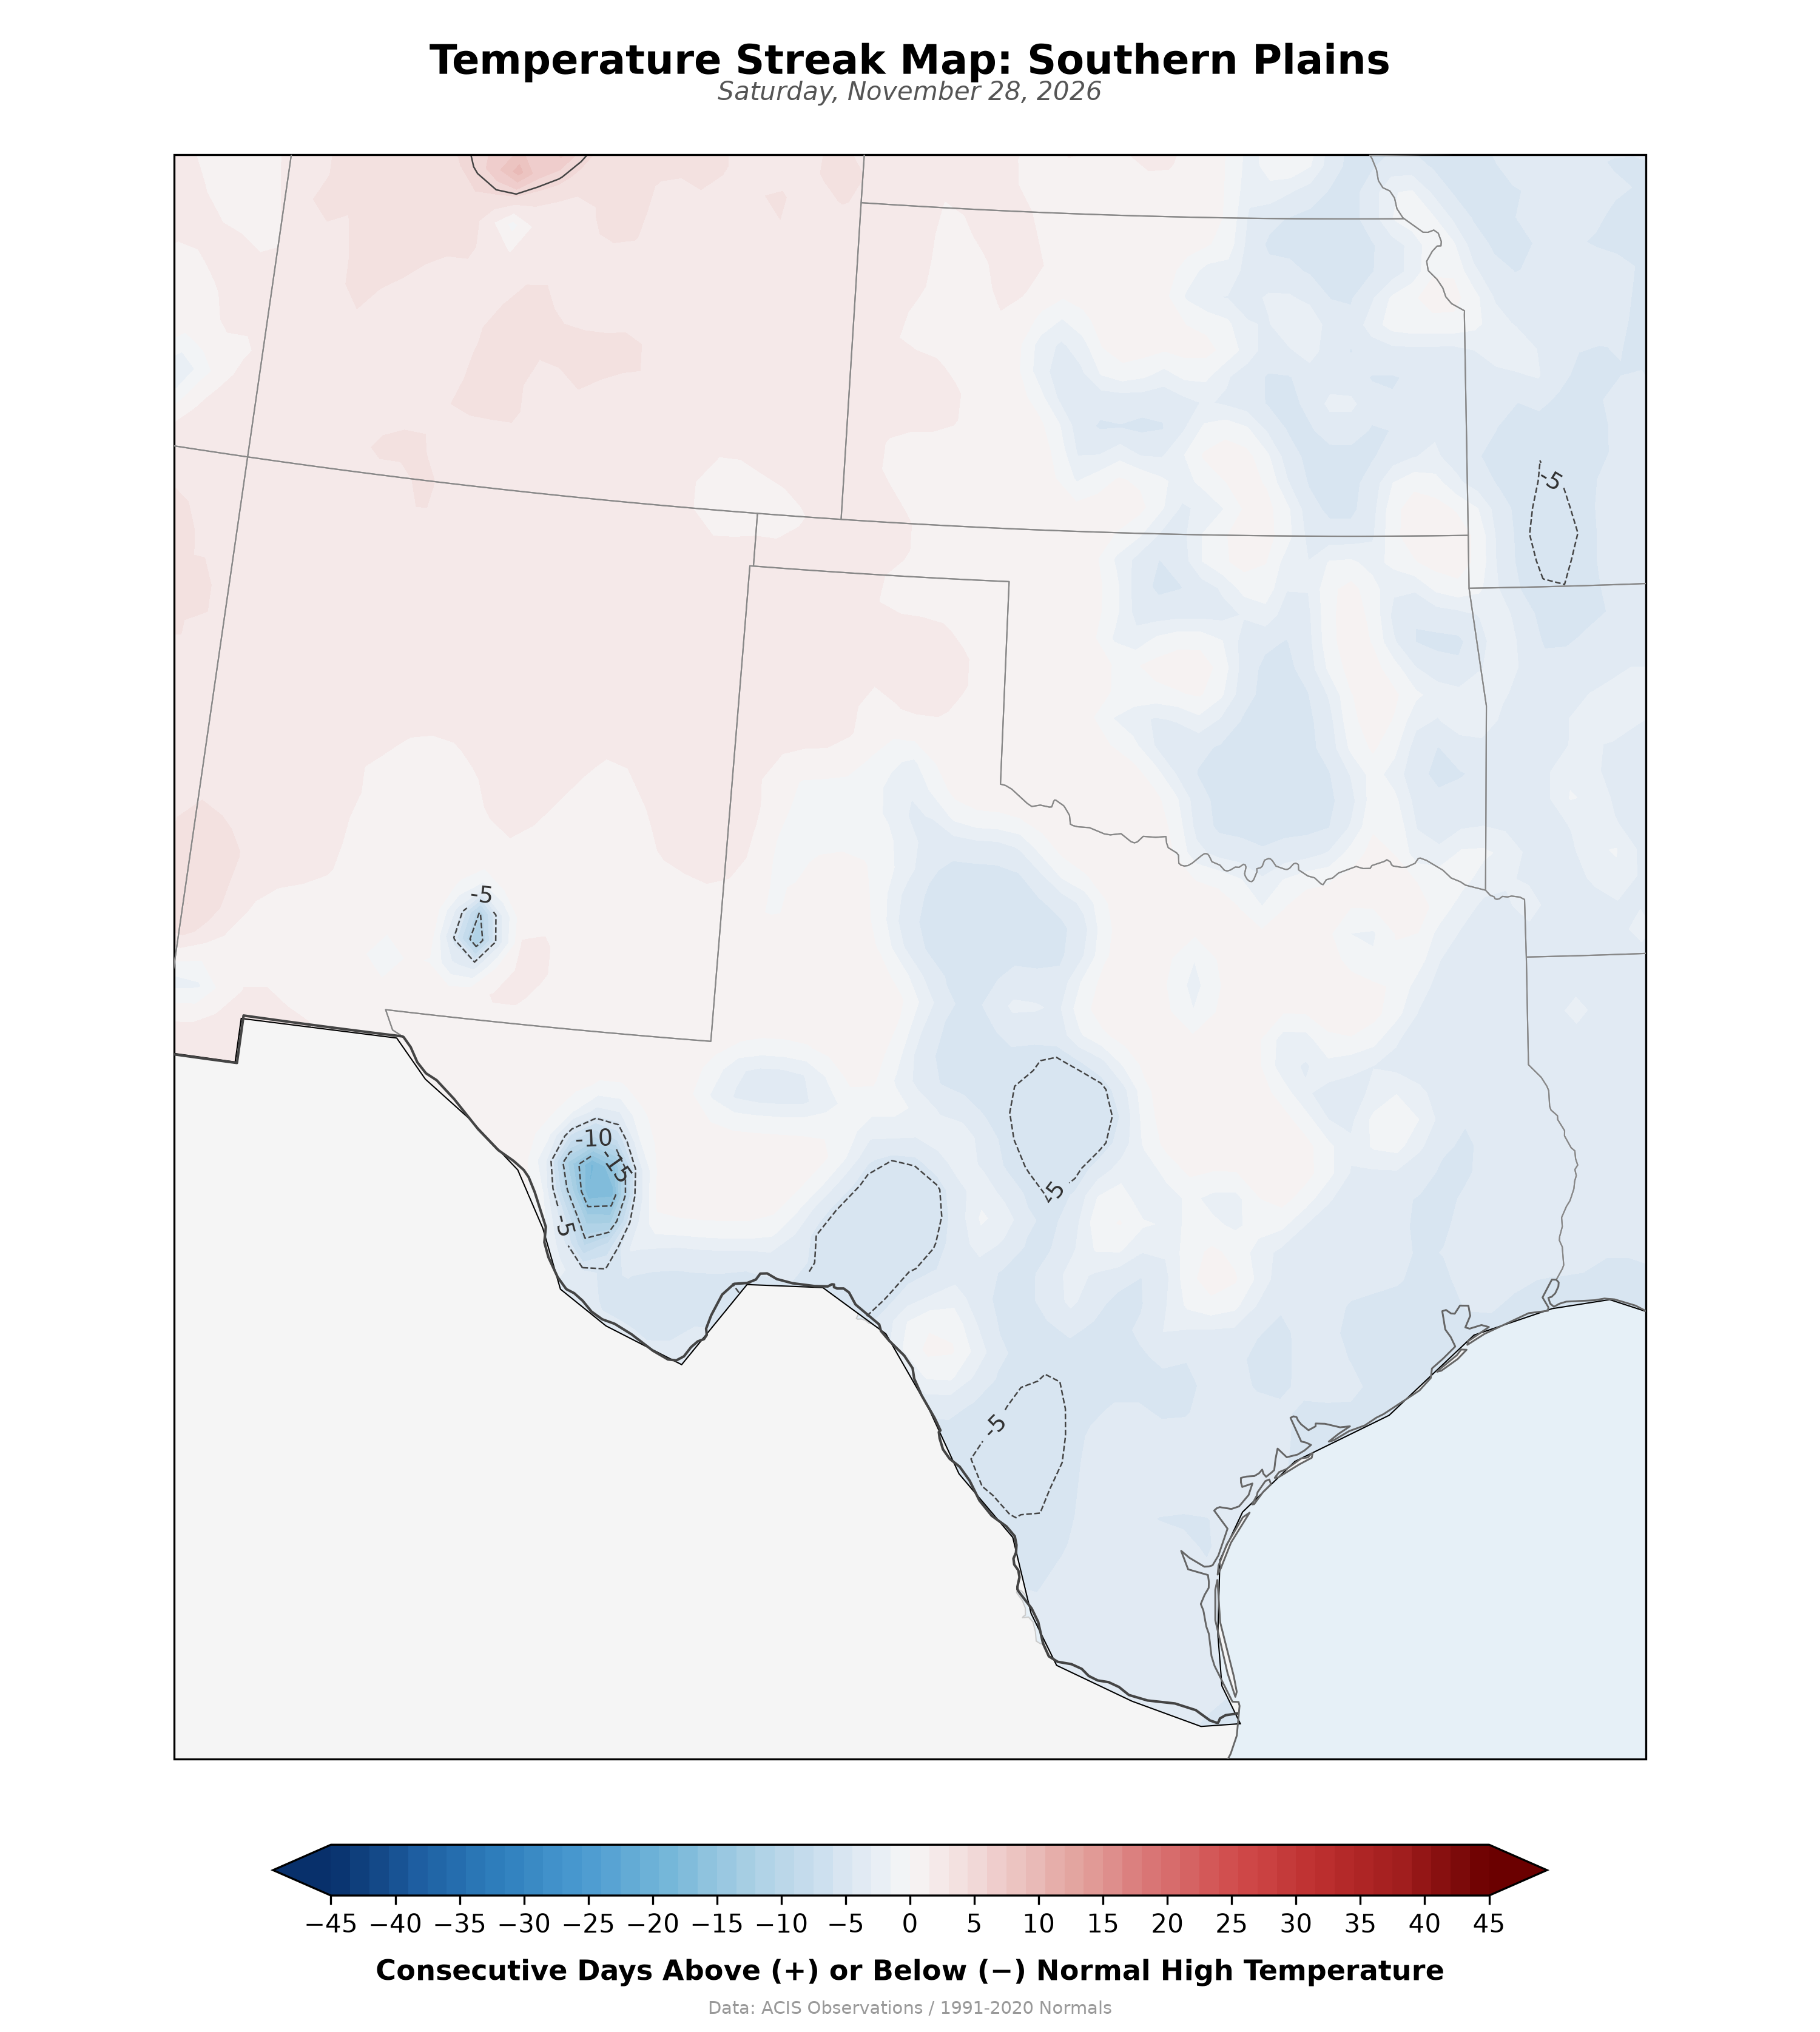 Temperature Streak Map: Southern Plains
Saturday, November 28, 2026
-5
-5
-10
-15
-5
-5
-5
−45 −40 −35 −30 −25 −20 −15 −10 −5 0 5 10 15 20 25 30 35 40 45
Consecutive Days Above (+) or Below (−) Normal High Temperature
Data: ACIS Observations / 1991-2020 Normals